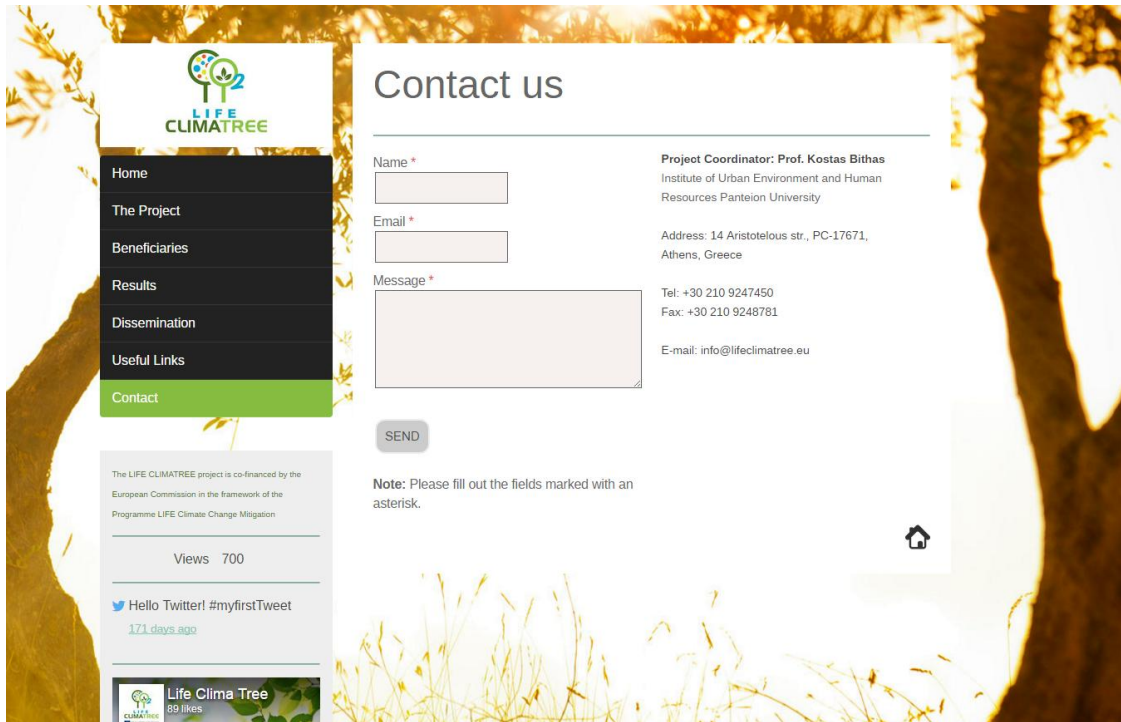 2
LIFE
CLIMATREE
Home
The Project
Beneficiaries
Results
Dissemination
Useful Links
Contact
The LIFE CLIMATREE project is co-financed by the
European Commission in the framework of the
Programme LIFE Climate Change Mitigation
Views 700
Hello Twitter! #myfirstTweet
171 days ago
LIFE
CLIMATREE
Life Clima Tree
89 likes
Contact us
Name *
Email *
Message *
SEND
Note: Please fill out the fields marked with an
asterisk.
Project Coordinator: Prof. Kostas Bithas
Institute of Urban Environment and Human
Resources Panteion University
Address: 14 Aristotelous str., PC-17671,
Athens, Greece
Tel: +30 210 9247450
Fax: +30 210 9248781
E-mail: info@lifeclimatree.eu